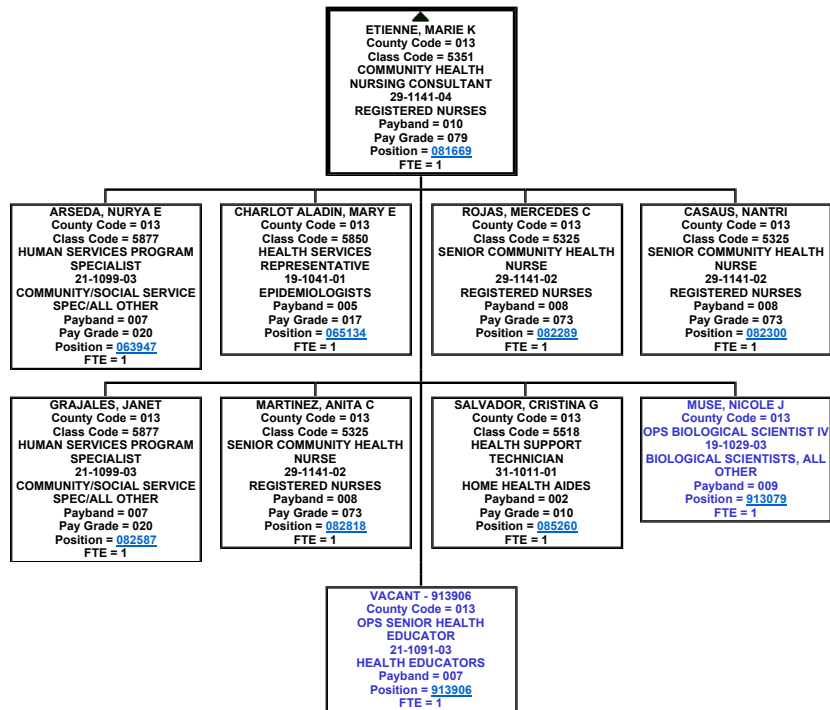 ETIENNE, MARIE K
County Code = 013
Class Code = 5351
COMMUNITY HEALTH
NURSING CONSULTANT
29-1141-04
REGISTERED NURSES
Payband = 010
Pay Grade = 079
Position = 081669
FTE = 1
ARSEDA, NURYA E
County Code = 013
Class Code = 5877
HUMAN SERVICES PROGRAM
SPECIALIST
21-1099-03
COMMUNITY/SOCIAL SERVICE
SPEC/ALL OTHER
Payband = 007
Pay Grade = 020
Position = 063947
FTE = 1
CHARLOT ALADIN, MARY E
County Code = 013
Class Code = 5850
HEALTH SERVICES
REPRESENTATIVE
19-1041-01
EPIDEMIOLOGISTS
Payband = 005
Pay Grade = 017
Position = 065134
FTE = 1
ROJAS, MERCEDES C
County Code = 013
Class Code = 5325
SENIOR COMMUNITY HEALTH
NURSE
29-1141-02
REGISTERED NURSES
Payband = 008
Pay Grade = 073
Position = 082289
FTE = 1
CASAUS, NANTRI
County Code = 013
Class Code = 5325
SENIOR COMMUNITY HEALTH
NURSE
29-1141-02
REGISTERED NURSES
Payband = 008
Pay Grade = 073
Position = 082300
FTE = 1
GRAJALES, JANET
County Code = 013
Class Code = 5877
HUMAN SERVICES PROGRAM
SPECIALIST
21-1099-03
COMMUNITY/SOCIAL SERVICE
SPEC/ALL OTHER
Payband = 007
Pay Grade = 020
Position = 082587
FTE = 1
MARTINEZ, ANITA C
County Code = 013
Class Code = 5325
SENIOR COMMUNITY HEALTH
NURSE
29-1141-02
REGISTERED NURSES
Payband = 008
Pay Grade = 073
Position = 082818
FTE = 1
SALVADOR, CRISTINA G
County Code = 013
Class Code = 5518
HEALTH SUPPORT
TECHNICIAN
31-1011-01
HOME HEALTH AIDES
Payband = 002
Pay Grade = 010
Position = 085260
FTE = 1
MUSE, NICOLE J
County Code = 013
OPS BIOLOGICAL SCIENTIST IV
19-1029-03
BIOLOGICAL SCIENTISTS, ALL
OTHER
Payband = 009
Position = 913079
FTE = 1
VACANT - 913906
County Code = 013
OPS SENIOR HEALTH
EDUCATOR
21-1091-03
HEALTH EDUCATORS
Payband = 007
Position = 913906
FTE = 1